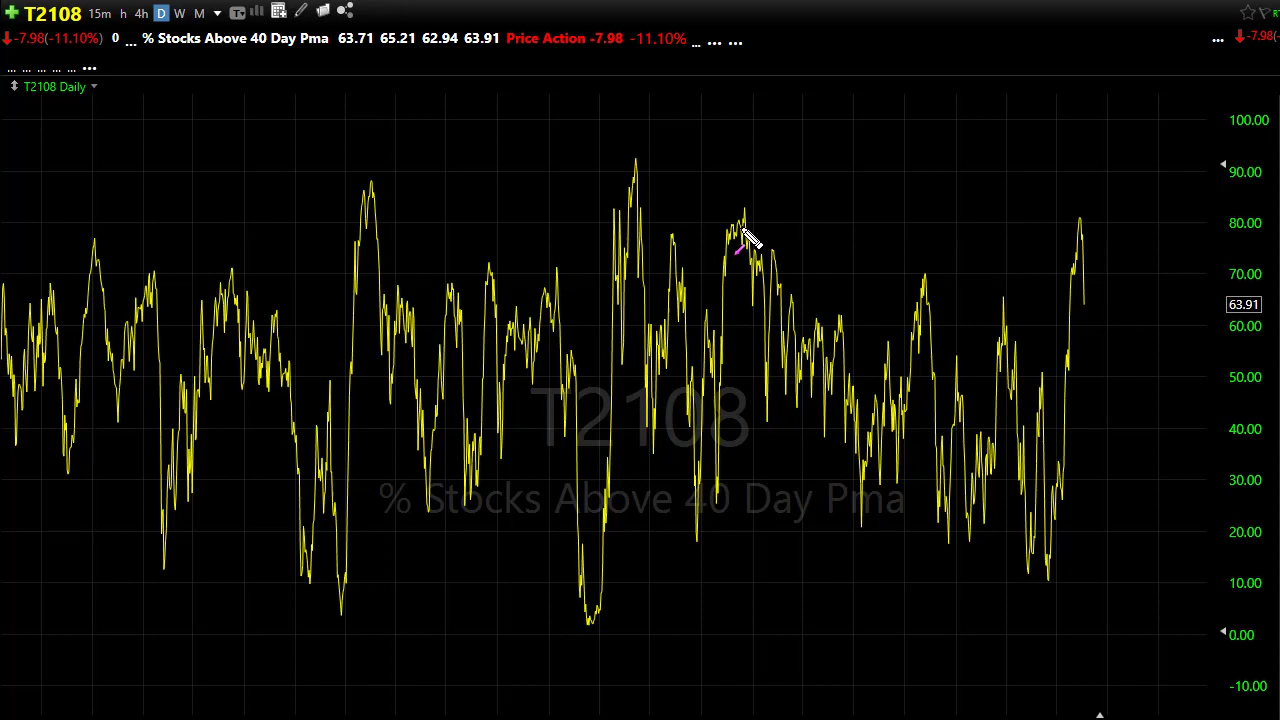 T2108 15m h 4h D W M T
-7.98(-11.10%) 0 ... % Stocks Above 40 Day Pma 63.71 65.21 62.94 63.91 Price Action -7.98 -11.10% ... ... ... ... -7.98(-
... ... ... ... ... ...
T2108 Daily
100.00
90.00
80.00
70.00
63.91
60.00
50.00
40.00
30.00
20.00
10.00
0.00
-10.00
T2108
% Stocks Above 40 Day Pma